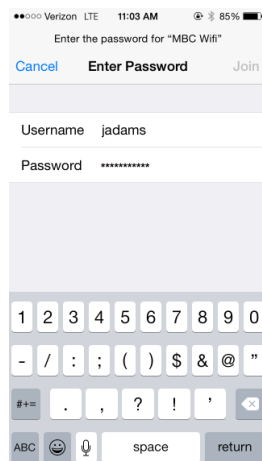 ●●○○○ Verizon LTE 11:03 AM 85%
Enter the password for “MBC Wifi”
Cancel Enter Password Join
Username jadams
Password •••••••••••
1 2 3 4 5 6 7 8 9 0
- / : ; ( ) $ & @ "
#+= . , ? ! '
ABC space return